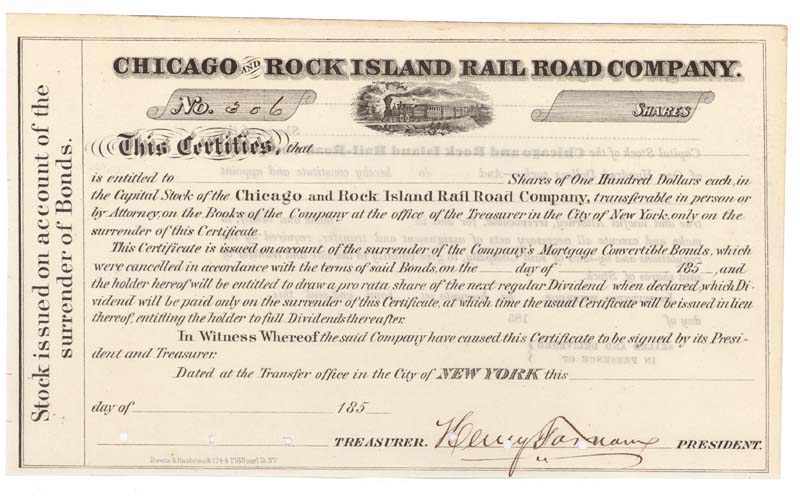 Stock issued on account of the
surrender of Bonds.
CHICAGO AND ROCK ISLAND RAIL ROAD COMPANY.
No. 306
SHARES
This Certifies, that
is entitled to Shares of One Hundred Dollars each, in
the Capital Stock of the Chicago and Rock Island Rail Road Company, transferable in person or
by Attorney, on the Books of the Company at the office of the Treasurer in the City of New York, only on the
surrender of this Certificate.
This Certificate is issued on account of the surrender of the Company's Mortgage Convertible Bonds, which
were cancelled in accordance with the terms of said Bonds, on the day of 185 , and
the holder hereof will be entitled to draw a pro rata share of the next regular Dividend when declared, which Di-
vidend will be paid only on the surrender of this Certificate, at which time the usual Certificate will be issued in lieu
thereof, entitling the holder to full Dividends thereafter.
In Witness Whereof the said Company have caused this Certificate to be signed by its Presi-
dent and Treasurer.
Dated at the Transfer office in the City of NEW YORK this
day of 185
TREASURER. Henry Farnam PRESIDENT.
Bowne & Hasbrouck 174 & 176 Pearl St. N.Y.